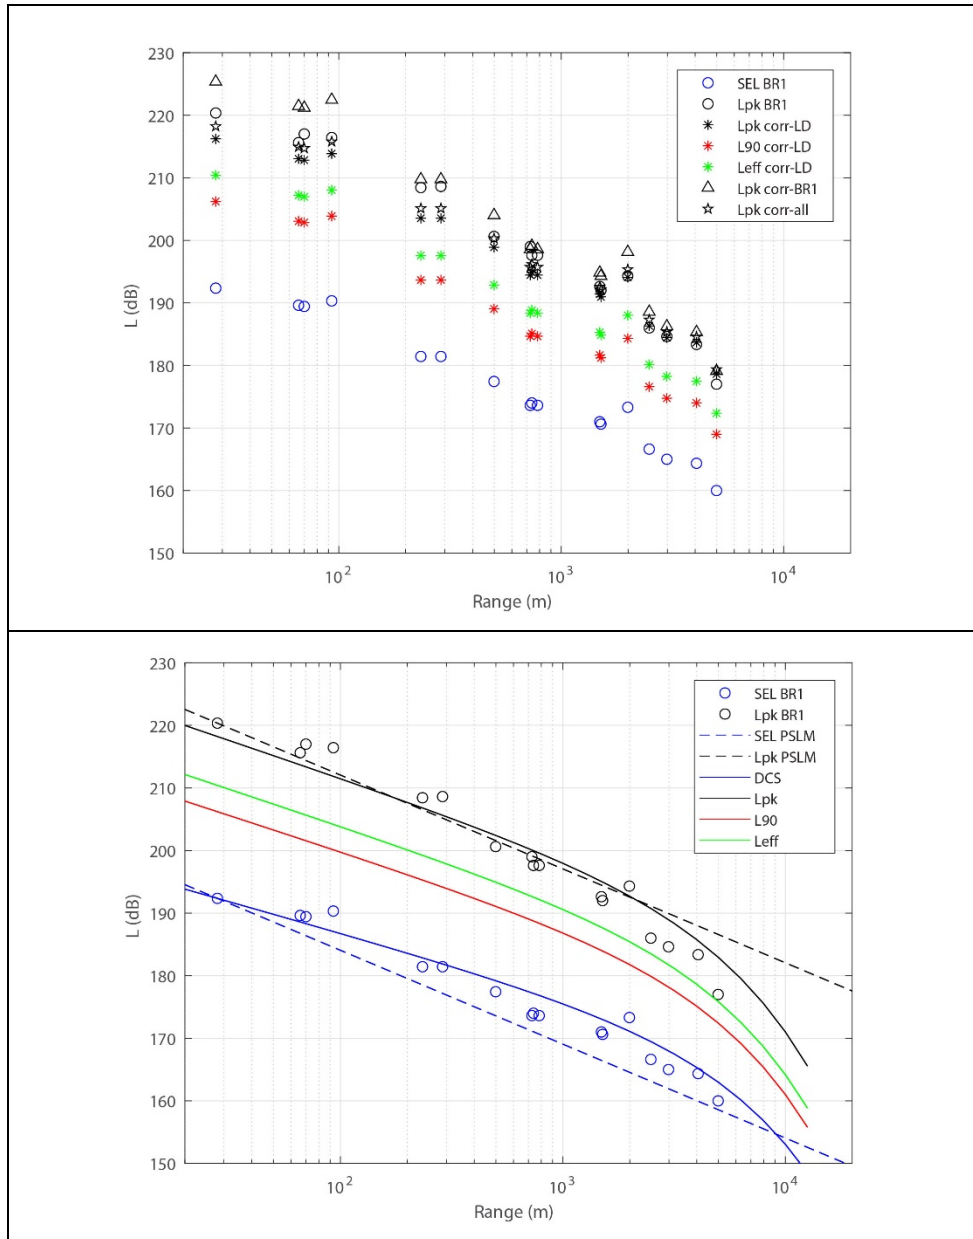 230
220
210
200
190
180
170
160
150
L (dB)
10²
10³
10⁴
Range (m)
SEL BR1
Lpk BR1
Lpk corr-LD
L90 corr-LD
Leff corr-LD
Lpk corr-BR1
Lpk corr-all
230
220
210
200
190
180
170
160
150
L (dB)
10²
10³
10⁴
Range (m)
SEL BR1
Lpk BR1
SEL PSLM
Lpk PSLM
DCS
Lpk
L90
Leff